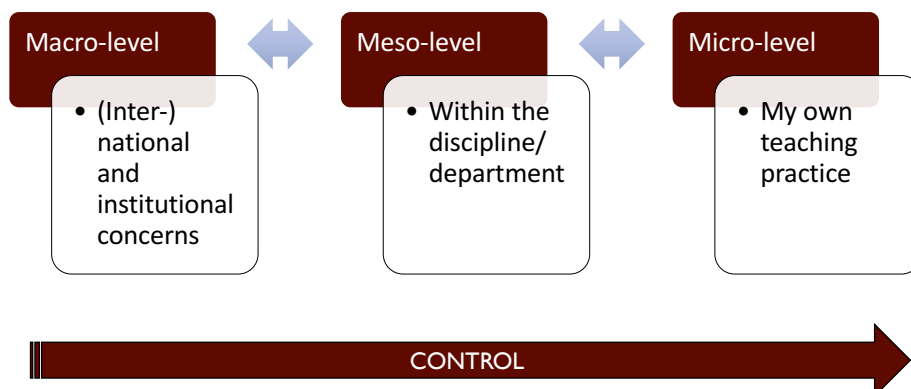 Macro-level
• (Inter-)
national
and
institutional
concerns
Meso-level
• Within the
discipline/
department
Micro-level
• My own
teaching
practice
CONTROL